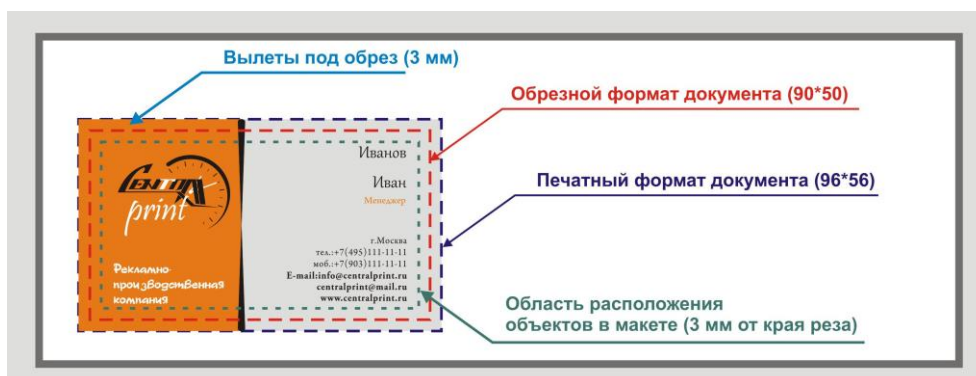 Вылеты под обрез (3 мм)
Обрезной формат документа (90*50)
Печатный формат документа (96*56)
Область расположения
объектов в макете (3 мм от края реза)
CENTRAL
print
Рекламно-
производственная
компания
Иванов
Иван
Менеджер
г.Москва
тел.:+7(495)111-11-11
моб.:+7(903)111-11-11
E-mail:info@centralprint.ru
centralprint@mail.ru
www.centralprint.ru